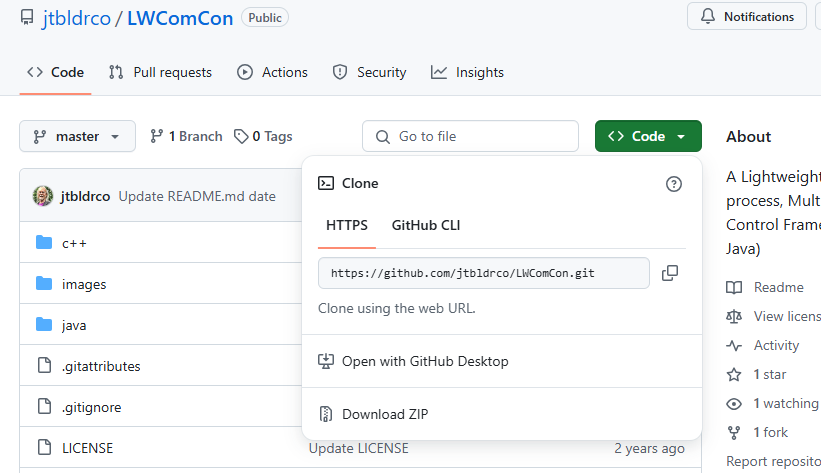 jtbldrco / LWComCon Public
Notifications
Code Pull requests Actions Security Insights
master 1 Branch 0 Tags Go to file Code
About
Clone
jtbldrco Update README.md date
A Lightweight
process, Mult
Control Frame
Java)
HTTPS GitHub CLI
c++
https://github.com/jtbldrco/LWComCon.git
images
Clone using the web URL.
Readme
java
View licens
Activity
Open with GitHub Desktop
.gitattributes
1 star
1 watching
.gitignore
Download ZIP
1 fork
LICENSE Update LICENSE 2 years ago
Report reposito